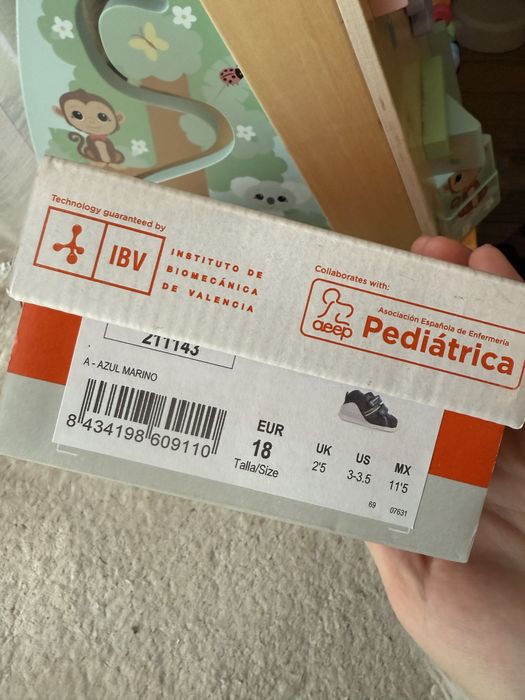 Technology guaranteed by
IBV
INSTITUTO DE
BIOMECÁNICA
DE VALENCIA
Collaborates with:
aeep
Asociación Española de Enfermería
Pediátrica
211143
A - AZUL MARINO
8 434198 609110
EUR
18
Talla/Size
UK
2'5
US
3-3.5
MX
11'5
69
07631